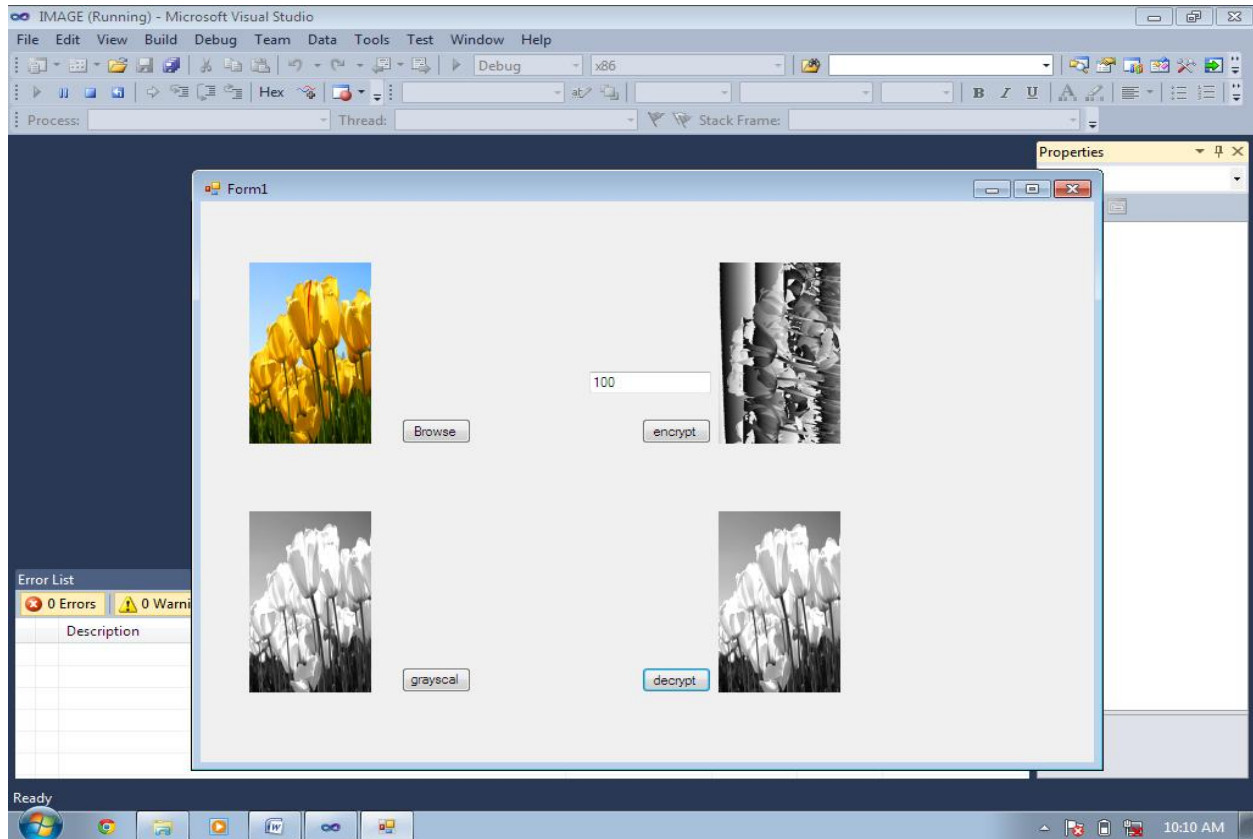 IMAGE (Running) - Microsoft Visual Studio
File Edit View Build Debug Team Data Tools Test Window Help
Debug x86
Hex
Process: Thread: Stack Frame:
Properties
Form1
100
Browse
encrypt
grayscal
decrypt
Error List
0 Errors 0 Warni
Description
Ready
10:10 AM